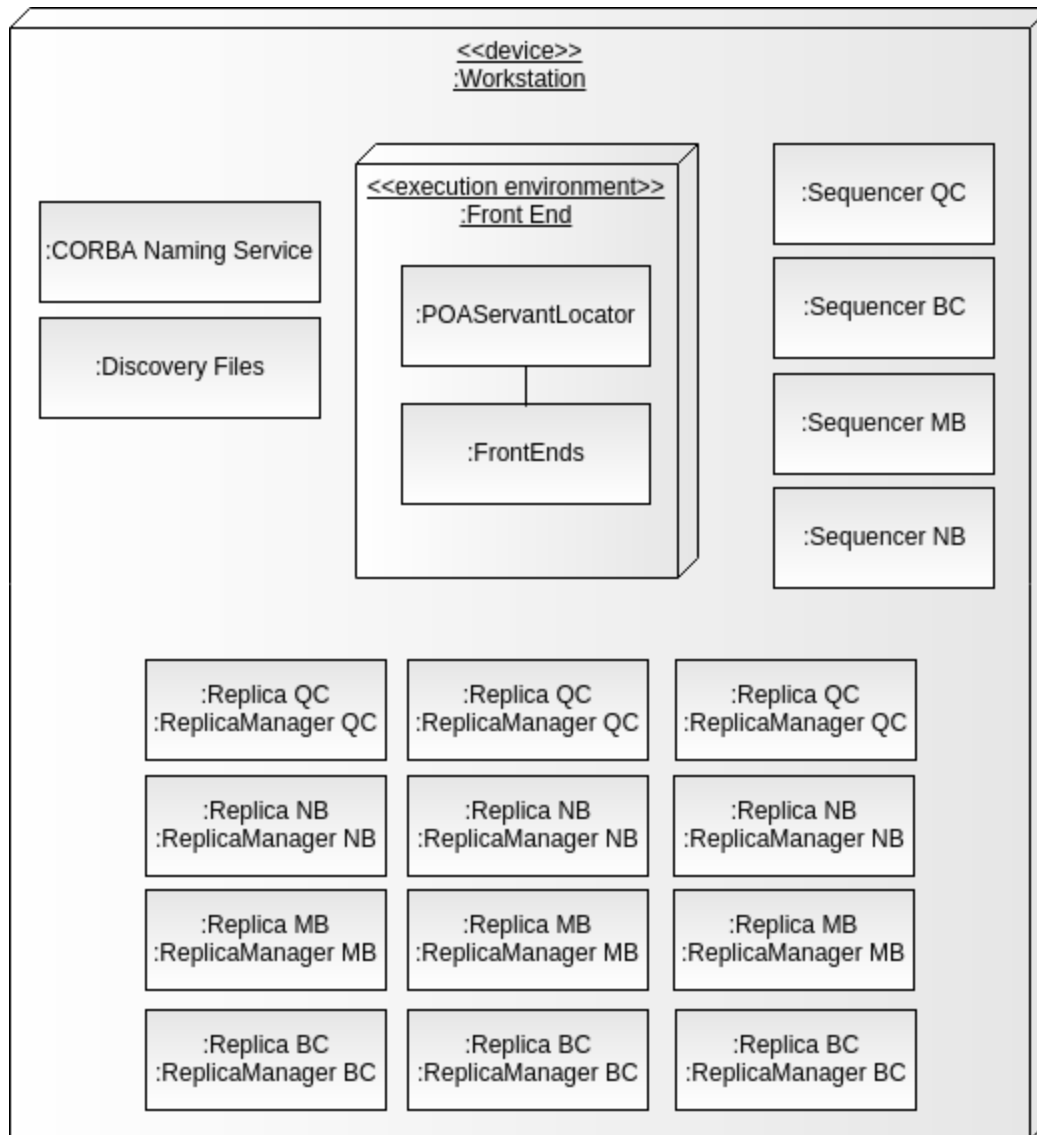 <<device>>
:Workstation
:CORBA Naming Service
:Discovery Files
<<execution environment>>
:Front End
:POAServantLocator
:FrontEnds
:Sequencer QC
:Sequencer BC
:Sequencer MB
:Sequencer NB
:Replica QC
:ReplicaManager QC
:Replica QC
:ReplicaManager QC
:Replica QC
:ReplicaManager QC
:Replica NB
:ReplicaManager NB
:Replica NB
:ReplicaManager NB
:Replica NB
:ReplicaManager NB
:Replica MB
:ReplicaManager MB
:Replica MB
:ReplicaManager MB
:Replica MB
:ReplicaManager MB
:Replica BC
:ReplicaManager BC
:Replica BC
:ReplicaManager BC
:Replica BC
:ReplicaManager BC